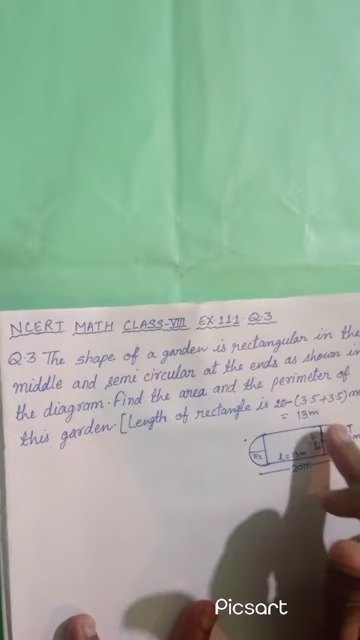 NCERT MATH CLASS-VIII EX 11.1 Q.3
Q.3 The shape of a garden is rectangular in the
middle and semi circular at the ends as shown in
the diagram. Find the area and the perimeter of
this garden. [Length of rectangle is 20-(3.5+3.5)m
= 13m
l=13m
20m
Picsart